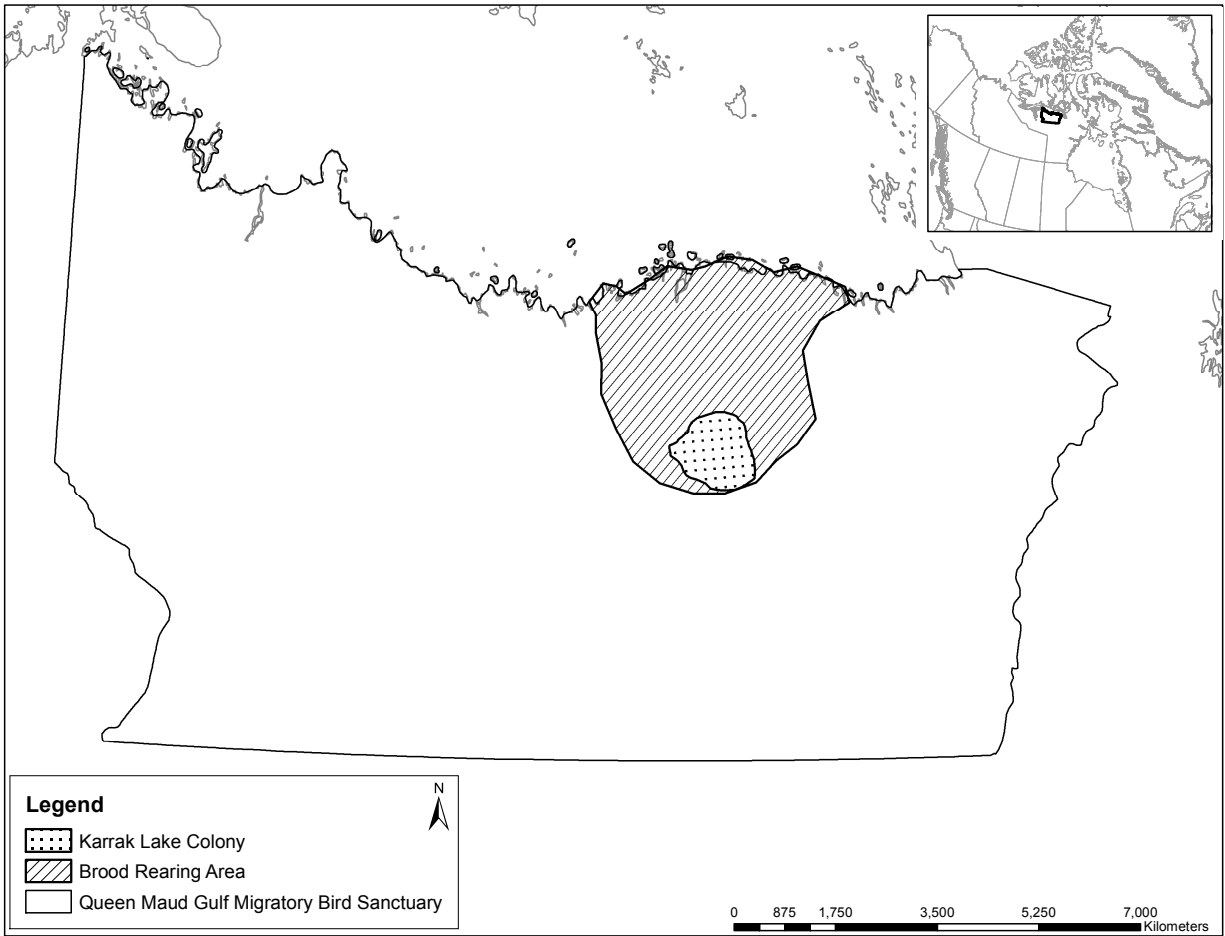 Legend
N
Karrak Lake Colony
Brood Rearing Area
Queen Maud Gulf Migratory Bird Sanctuary
0 875 1,750 3,500 5,250 7,000
Kilometers